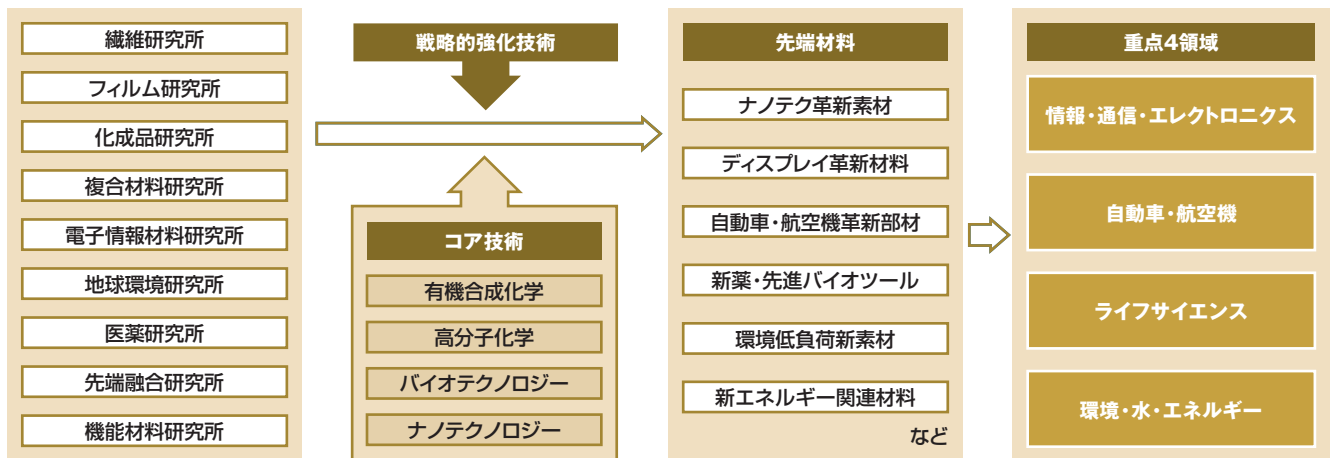 繊維研究所
フィルム研究所
化成品研究所
複合材料研究所
電子情報材料研究所
地球環境研究所
医薬研究所
先端融合研究所
機能材料研究所
戦略的強化技術
コア技術
有機合成化学
高分子化学
バイオテクノロジー
ナノテクノロジー
先端材料
ナノテク革新素材
ディスプレイ革新材料
自動車・航空機革新部材
新薬・先進バイオツール
環境低負荷新素材
新エネルギー関連材料
など
重点4領域
情報・通信・エレクトロニクス
自動車・航空機
ライフサイエンス
環境・水・エネルギー